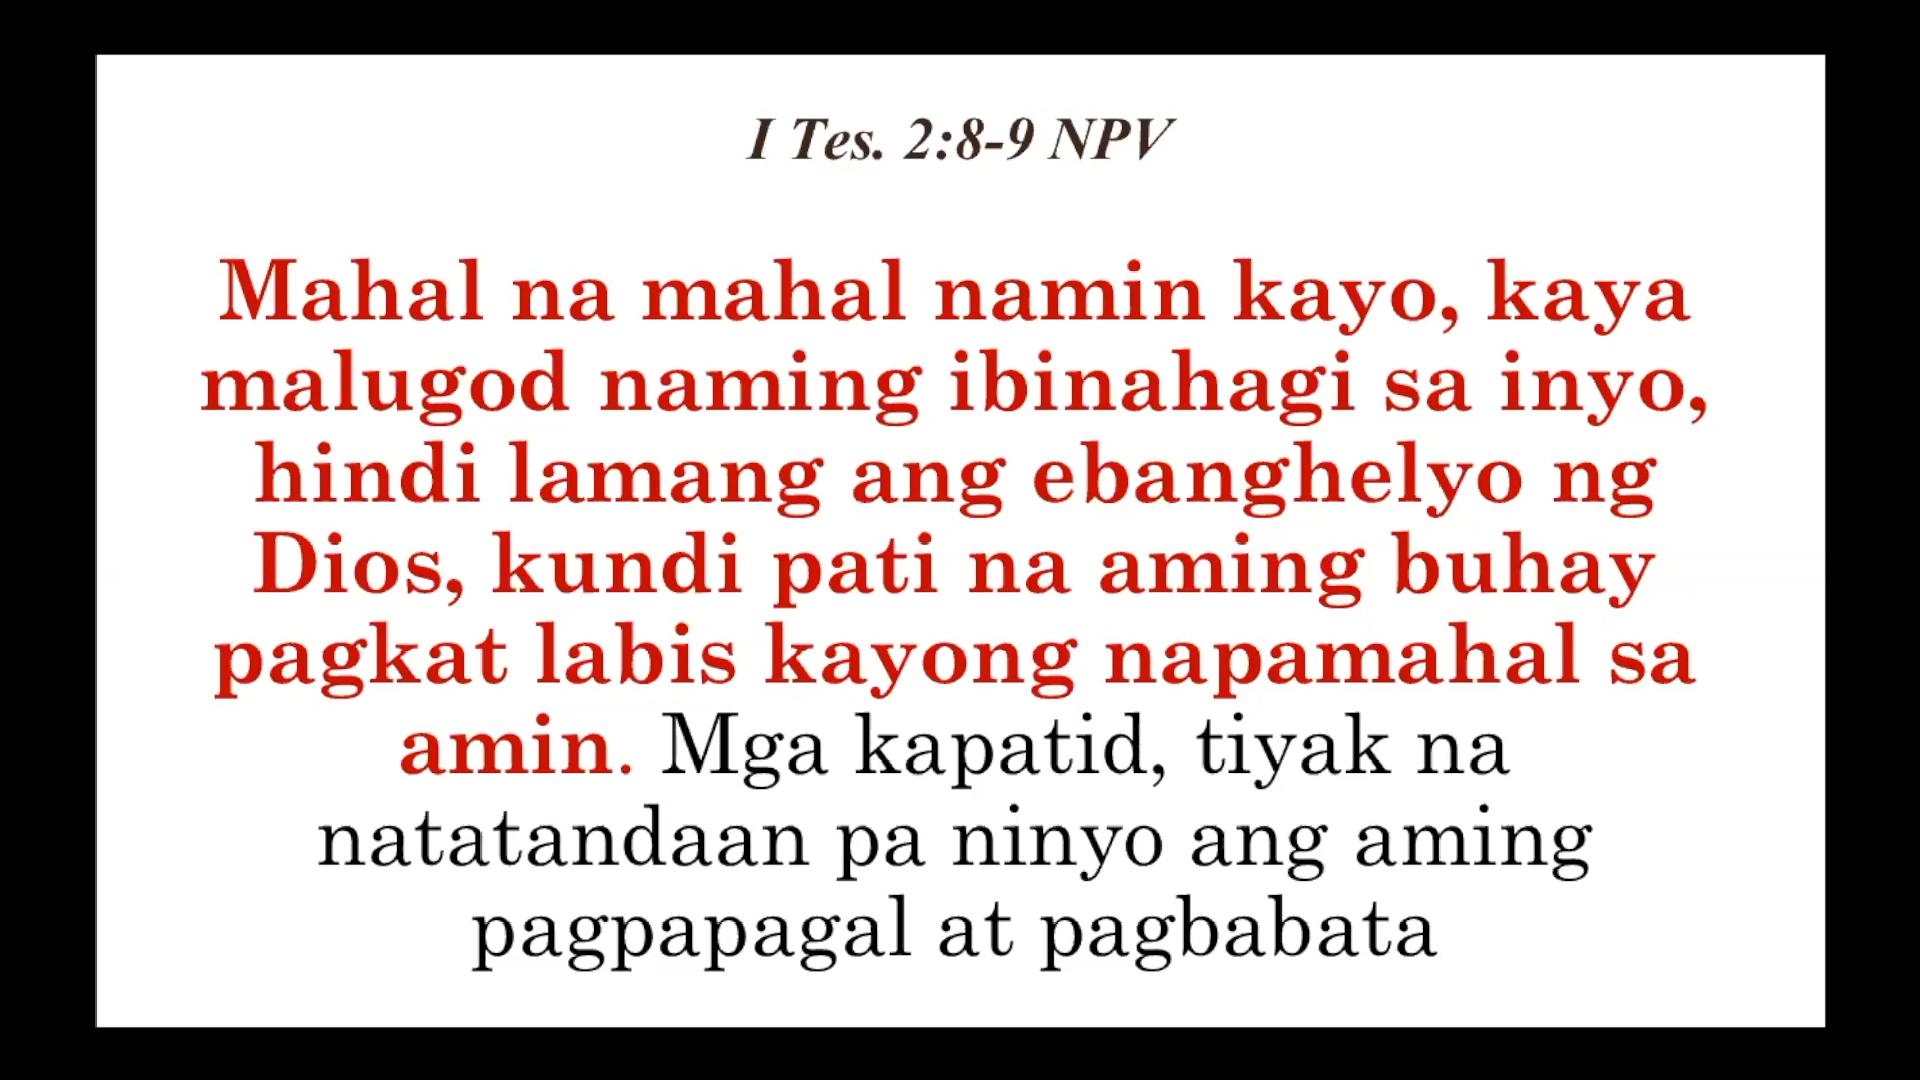 I Tes. 2:8-9 NPV
Mahal na mahal namin kayo, kaya
malugod naming ibinahagi sa inyo,
hindi lamang ang ebanghelyo ng
Dios, kundi pati na aming buhay
pagkat labis kayong napamahal sa
amin. Mga kapatid, tiyak na
natatandaan pa ninyo ang aming
pagpapagal at pagbabata